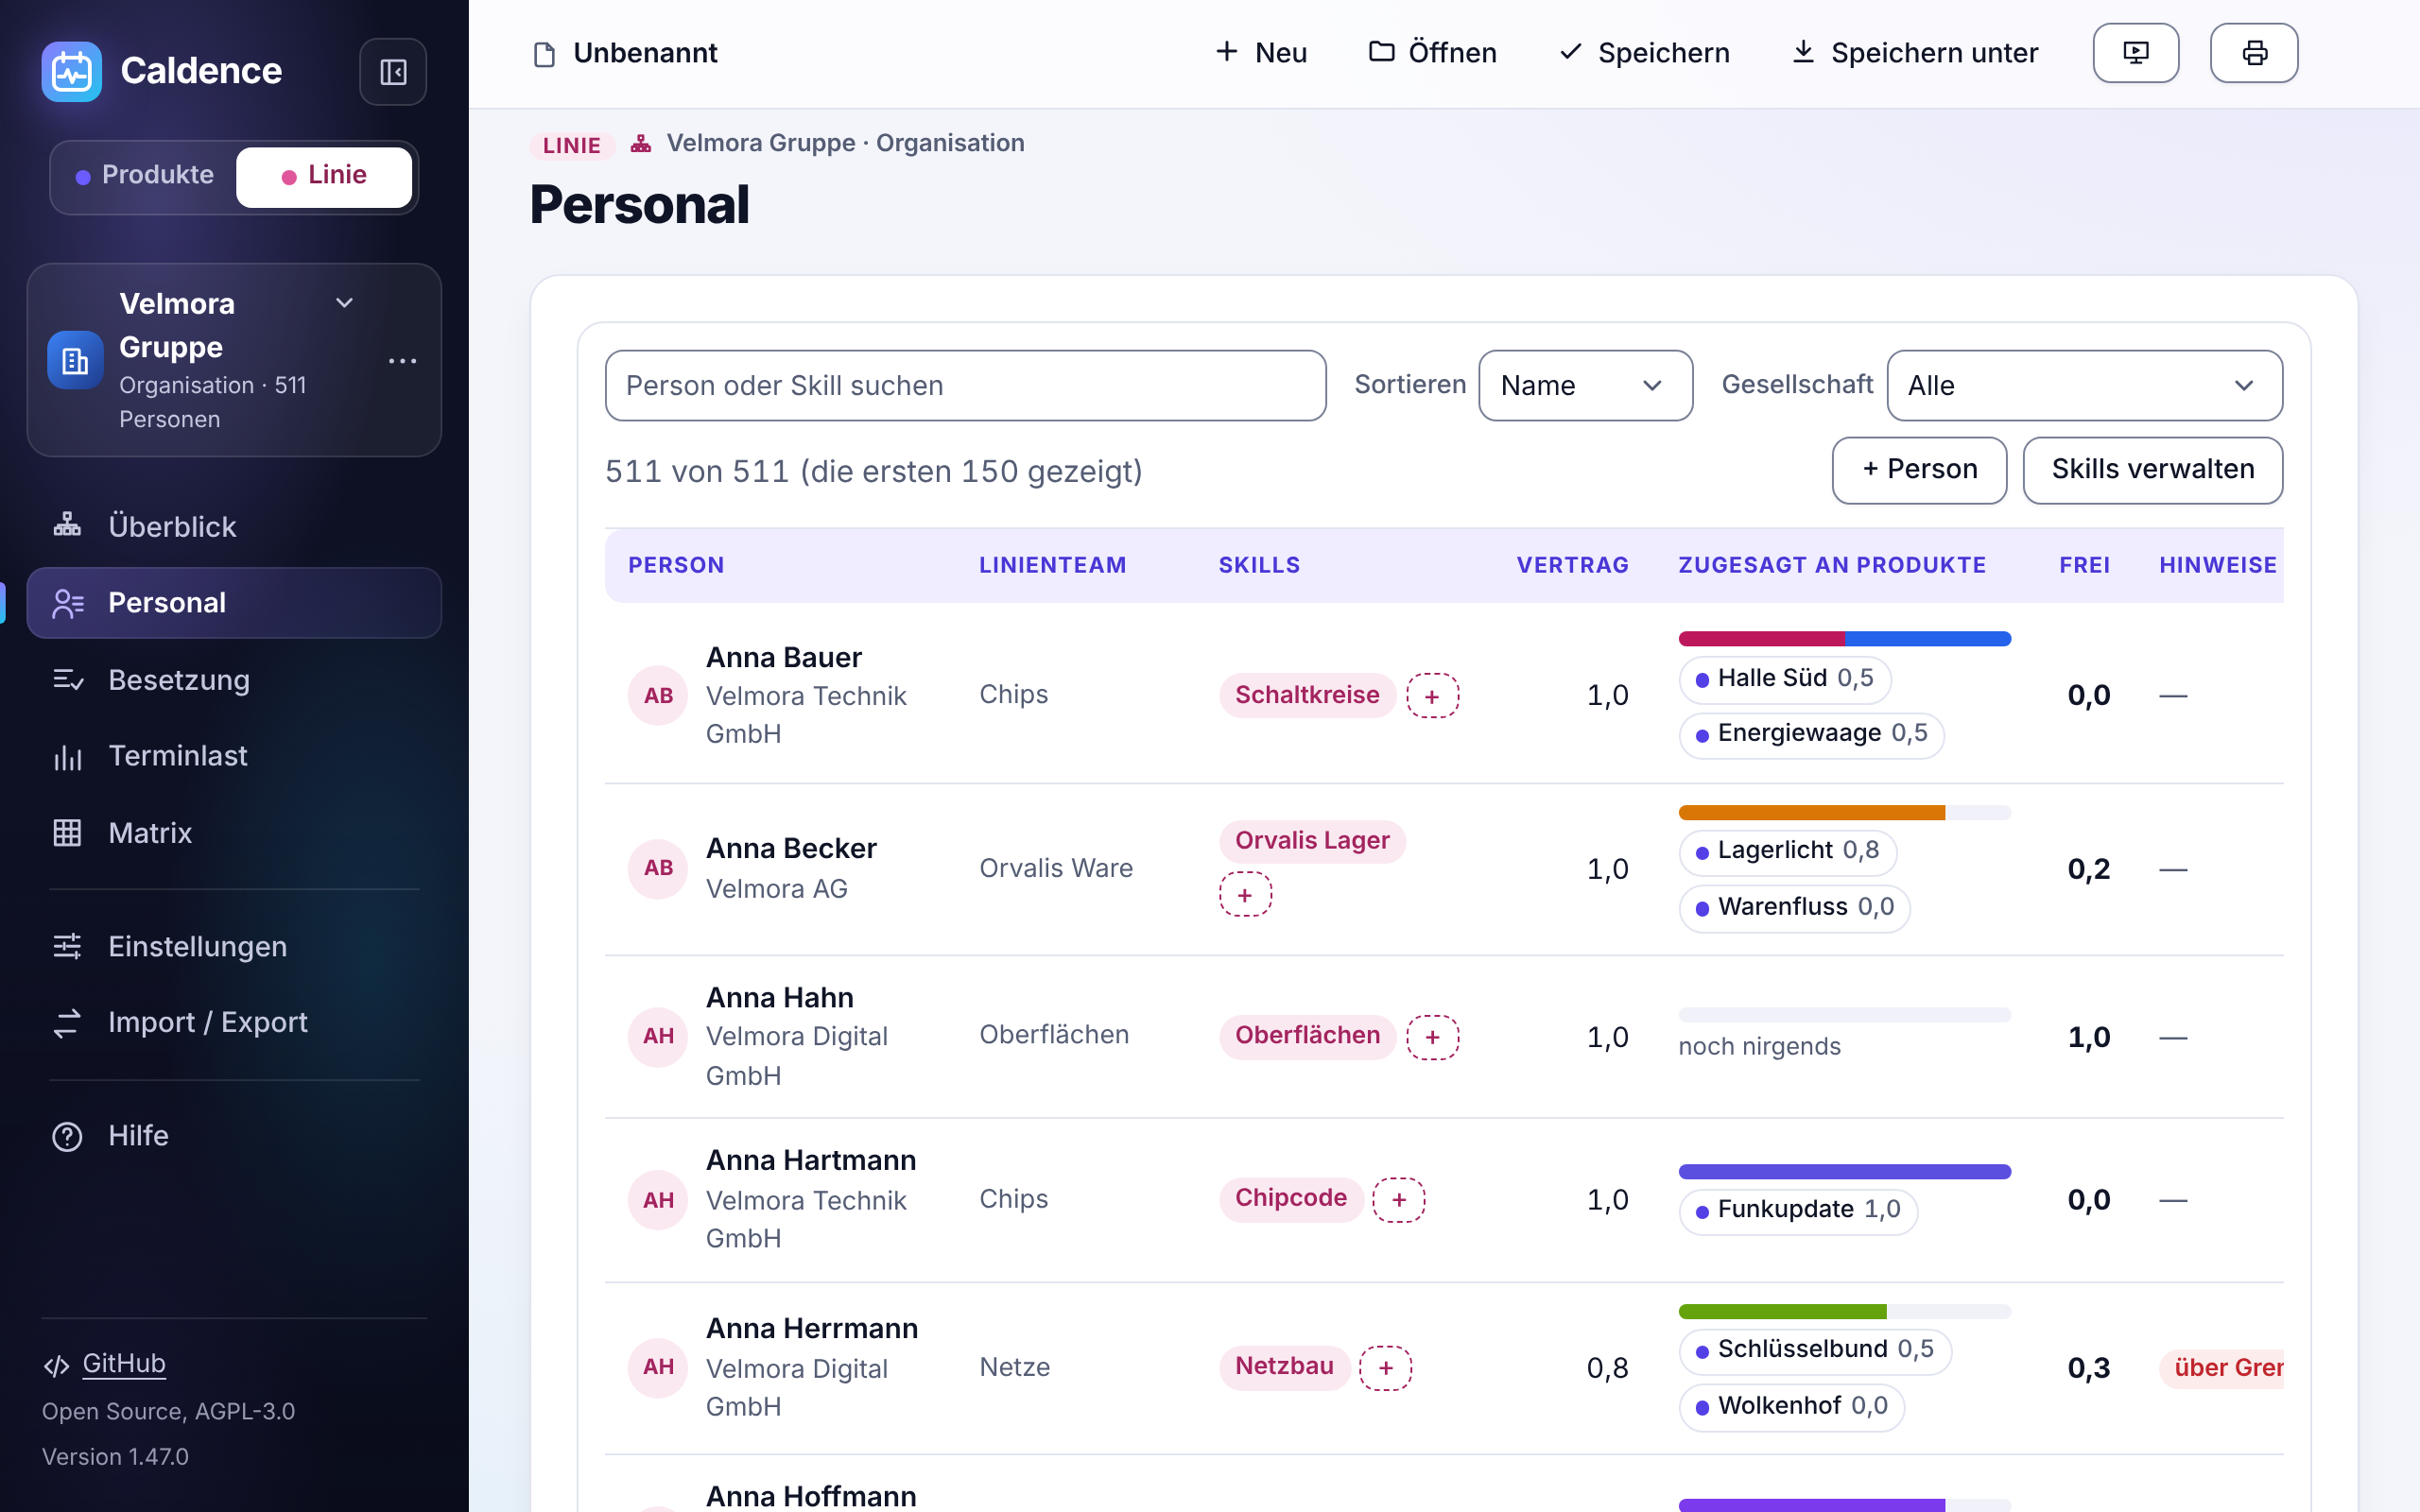 Caldence
Produkte
Linie
Velmora
Gruppe
Organisation · 511
Personen
Überblick
Personal
Besetzung
Terminlast
Matrix
Einstellungen
Import / Export
Hilfe
GitHub
Open Source, AGPL-3.0
Version 1.47.0
Unbenannt
Neu
Öffnen
Speichern
Speichern unter
LINIE Velmora Gruppe · Organisation
Personal
Person oder Skill suchen
Sortieren Name
Gesellschaft Alle
511 von 511 (die ersten 150 gezeigt)
+ Person
Skills verwalten
PERSON LINIENTEAM SKILLS VERTRAG ZUGESAGT AN PRODUKTE FREI HINWEISE
AB
Anna Bauer
Velmora Technik
GmbH
Chips
Schaltkreise +
1,0
Halle Süd 0,5
Energiewaage 0,5
0,0
—
AB
Anna Becker
Velmora AG
Orvalis Ware
Orvalis Lager
+
1,0
Lagerlicht 0,8
Warenfluss 0,0
0,2
—
AH
Anna Hahn
Velmora Digital
GmbH
Oberflächen
Oberflächen +
1,0
noch nirgends
1,0
—
AH
Anna Hartmann
Velmora Technik
GmbH
Chips
Chipcode +
1,0
Funkupdate 1,0
0,0
—
AH
Anna Herrmann
Velmora Digital
GmbH
Netze
Netzbau +
0,8
Schlüsselbund 0,5
Wolkenhof 0,0
0,3
über
Anna Hoffmann